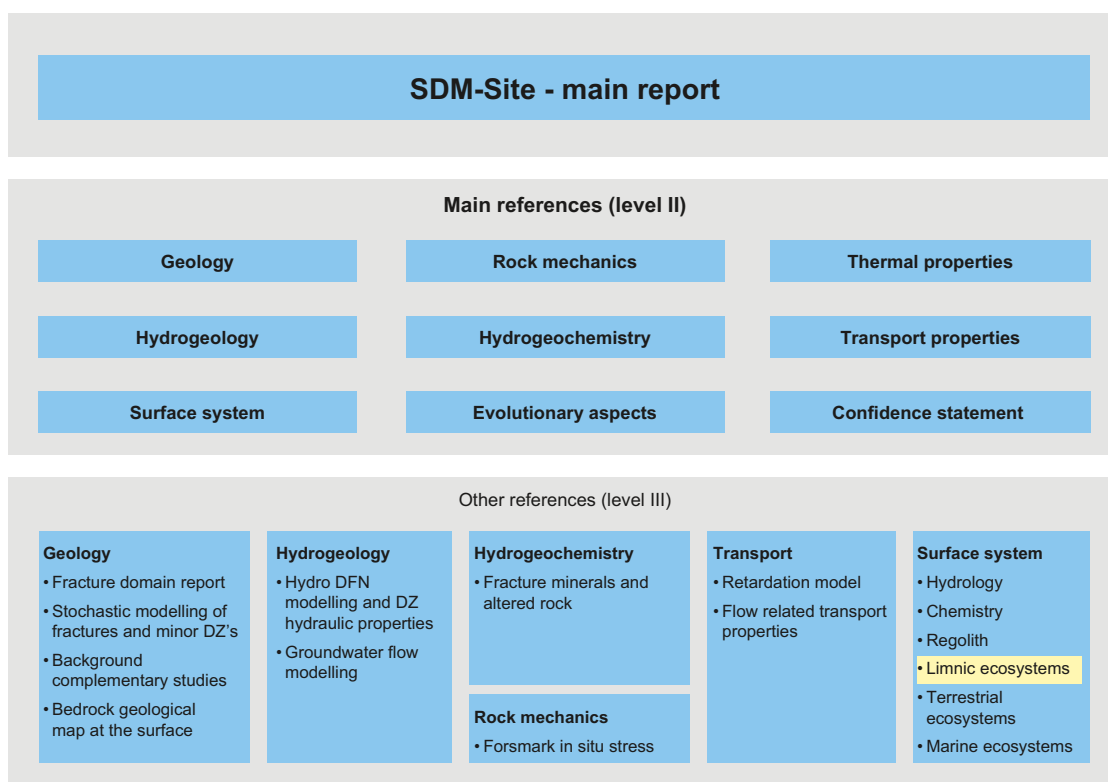 SDM-Site - main report
Main references (level II)
Geology
Rock mechanics
Thermal properties
Hydrogeology
Hydrogeochemistry
Transport properties
Surface system
Evolutionary aspects
Confidence statement
Other references (level III)
Geology
• Fracture domain report
• Stochastic modelling of
fractures and minor DZ's
• Background
complementary studies
• Bedrock geological
map at the surface
Hydrogeology
• Hydro DFN
modelling and DZ
hydraulic properties
• Groundwater flow
modelling
Hydrogeochemistry
• Fracture minerals and
altered rock
Rock mechanics
• Forsmark in situ stress
Transport
• Retardation model
• Flow related transport
properties
Surface system
• Hydrology
• Chemistry
• Regolith
• Limnic ecosystems
• Terrestrial
ecosystems
• Marine ecosystems